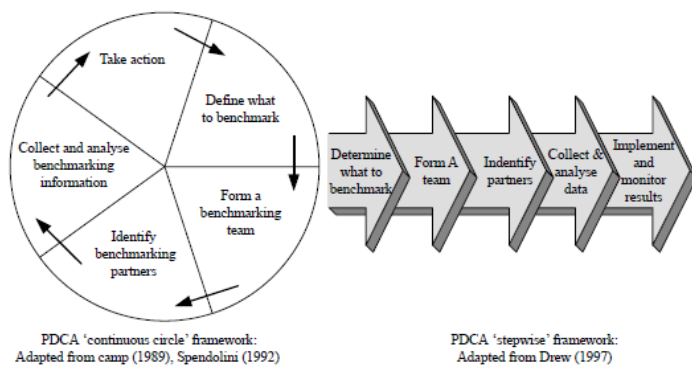 Take action
Define what
to benchmark
Form a
benchmarking
team
Identify
benchmarking
partners
Collect and analyse
benchmarking
information
PDCA ‘continuous circle’ framework:
Adapted from camp (1989), Spendolini (1992)
Determine
what to
benchmark
Form A
team
Indentify
partners
Collect &
analyse
data
Implement
and
monitor
results
PDCA ‘stepwise’ framework:
Adapted from Drew (1997)